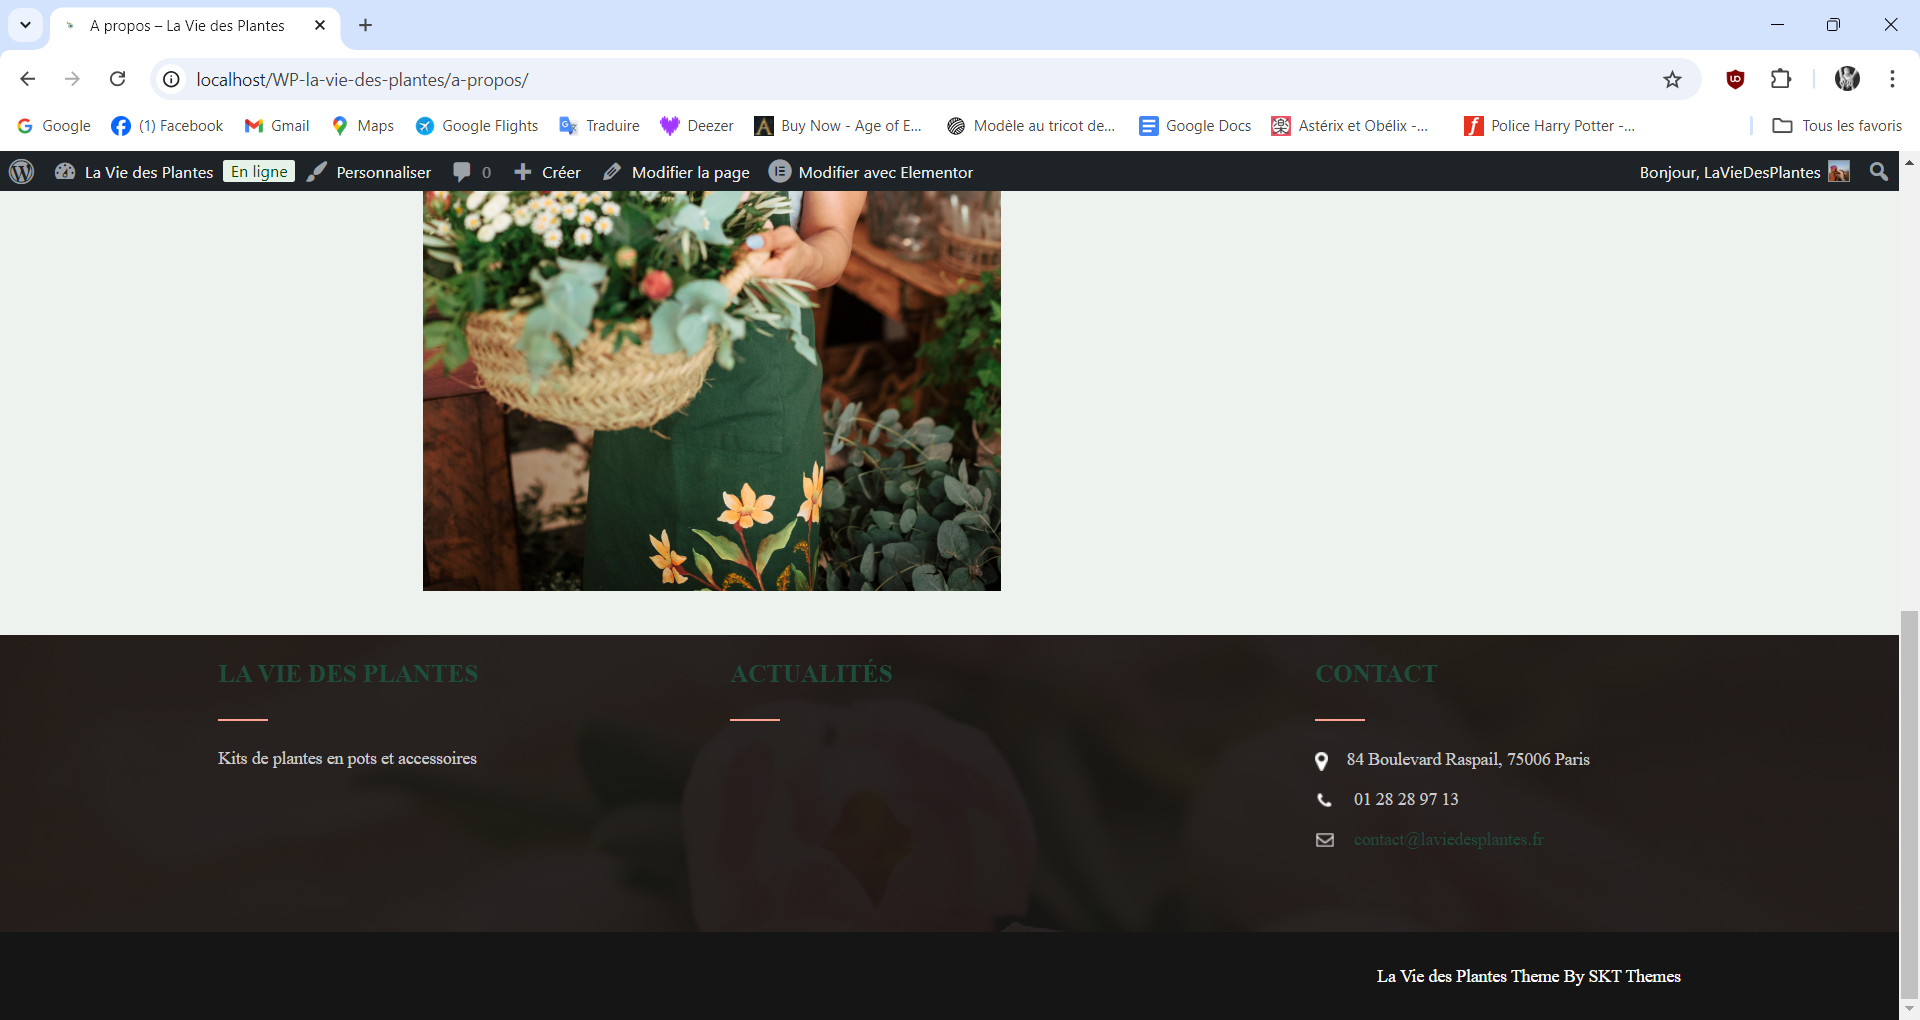 A propos – La Vie des Plantes
localhost/WP-la-vie-des-plantes/a-propos/
Google (1) Facebook Gmail Maps Google Flights Traduire Deezer Buy Now - Age of E... Modèle au tricot de... Google Docs Astérix et Obélix -... Police Harry Potter -... Tous les favoris
La Vie des Plantes En ligne Personnaliser 0 Créer Modifier la page Modifier avec Elementor Bonjour, LaVieDesPlantes
LA VIE DES PLANTES
Kits de plantes en pots et accessoires
ACTUALITÉS
CONTACT
84 Boulevard Raspail, 75006 Paris
01 28 28 97 13
contact@laviedesplantes.fr
La Vie des Plantes Theme By SKT Themes